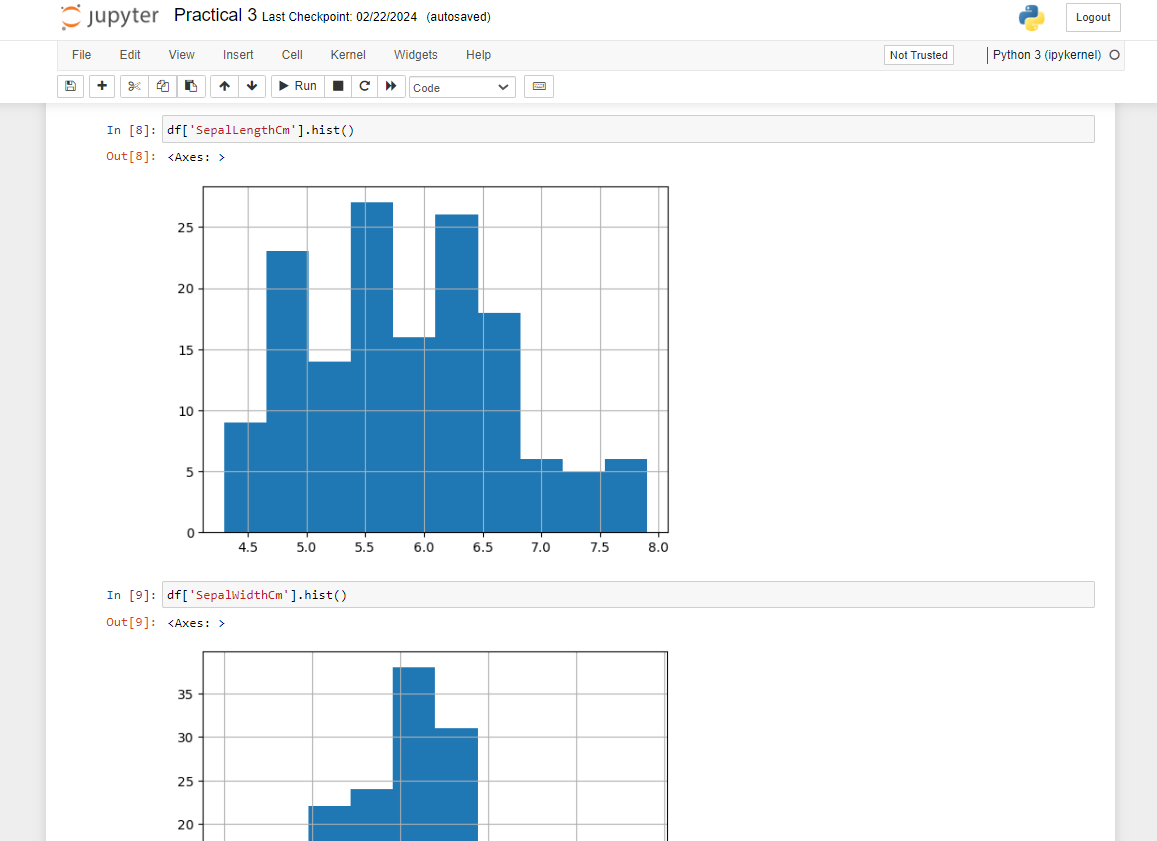 jupyter Practical 3 Last Checkpoint: 02/22/2024 (autosaved) Logout
File Edit View Insert Cell Kernel Widgets Help Not Trusted Python 3 (ipykernel)
Run Code
In [8]: df['SepalLengthCm'].hist()
Out[8]: <Axes: >
25
20
15
10
5
0
4.5 5.0 5.5 6.0 6.5 7.0 7.5 8.0
In [9]: df['SepalWidthCm'].hist()
Out[9]: <Axes: >
35
30
25
20